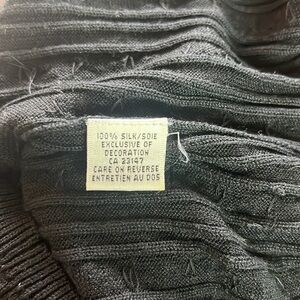 100% SILK/SOIE
EXCLUSIVE OF
DECORATION
CA 23147
CARE ON REVERSE
ENTRETIEN AU DOS